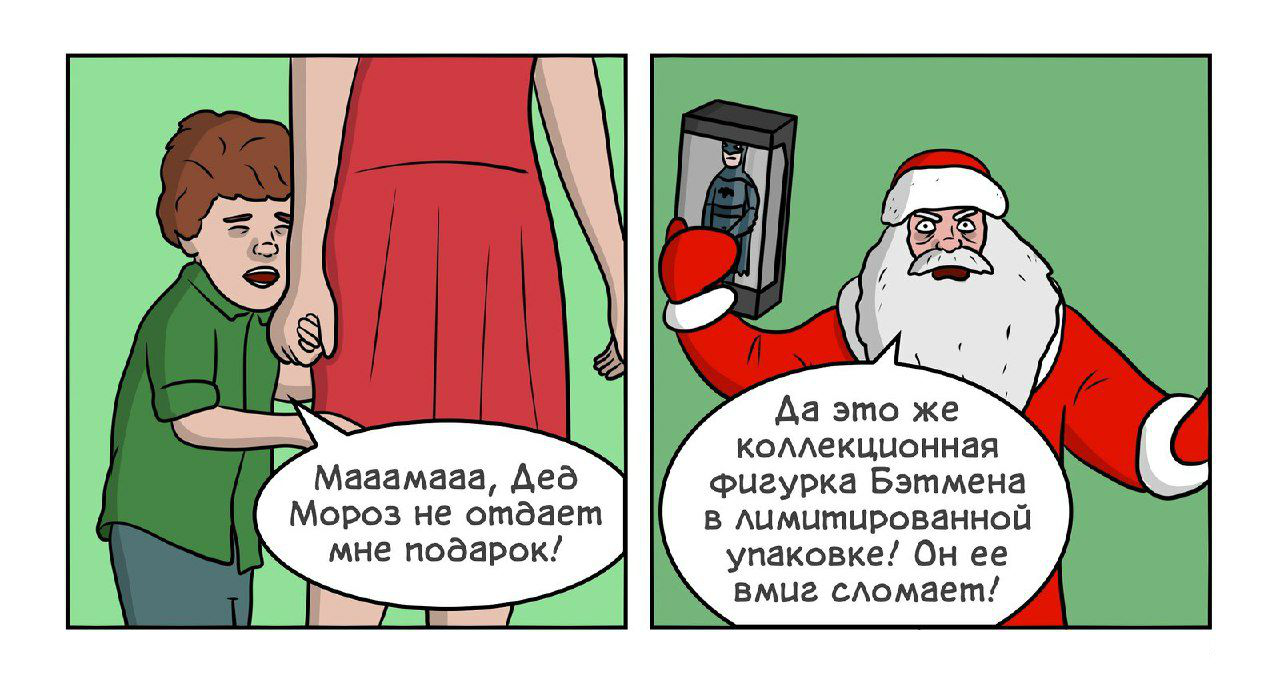 Мааамааа, Дед
Мороз не отдает
мне подарок!
Да это же
коллекционная
фигурка Бэтмена
в лимитированной
упаковке! Он ее
вмиг сломает!